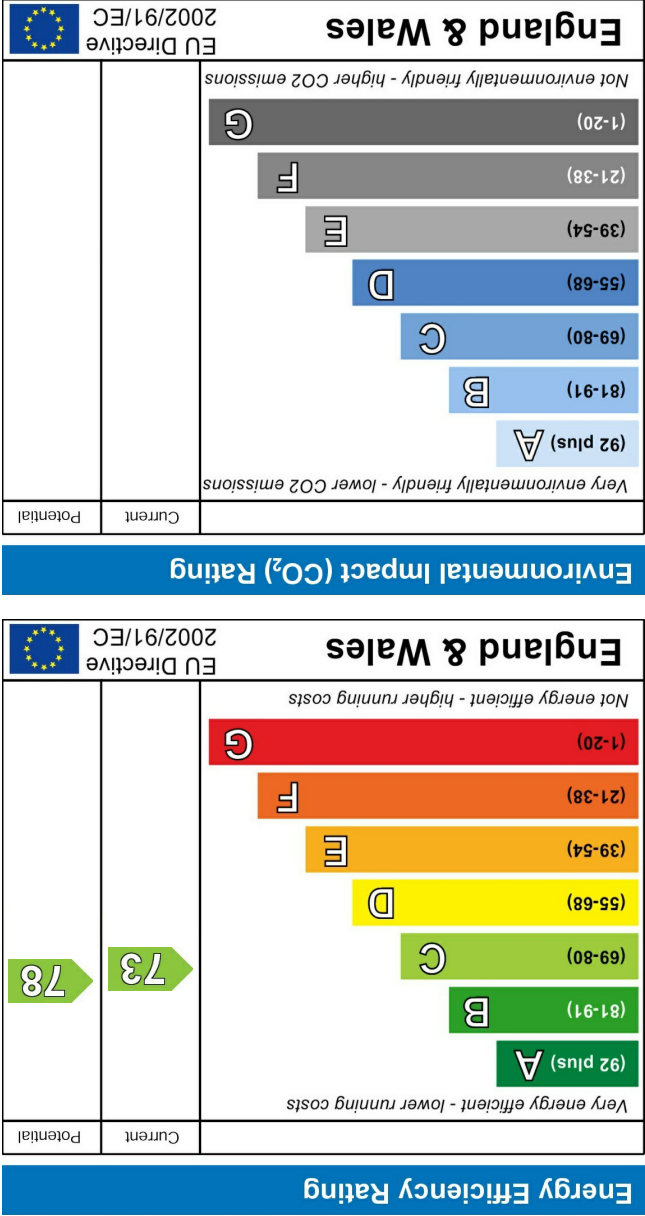 Energy Efficiency Rating
Current
Potential
Very energy efficient - lower running costs
(92 plus) A
(81-91) B
(69-80) C
(55-68) D
(39-54) E
(21-38) F
(1-20) G
73
78
Not energy efficient - higher running costs
England & Wales
EU Directive
2002/91/EC
Environmental Impact (CO₂) Rating
Current
Potential
Very environmentally friendly - lower CO2 emissions
(92 plus) A
(81-91) B
(69-80) C
(55-68) D
(39-54) E
(21-38) F
(1-20) G
Not environmentally friendly - higher CO2 emissions
England & Wales
EU Directive
2002/91/EC